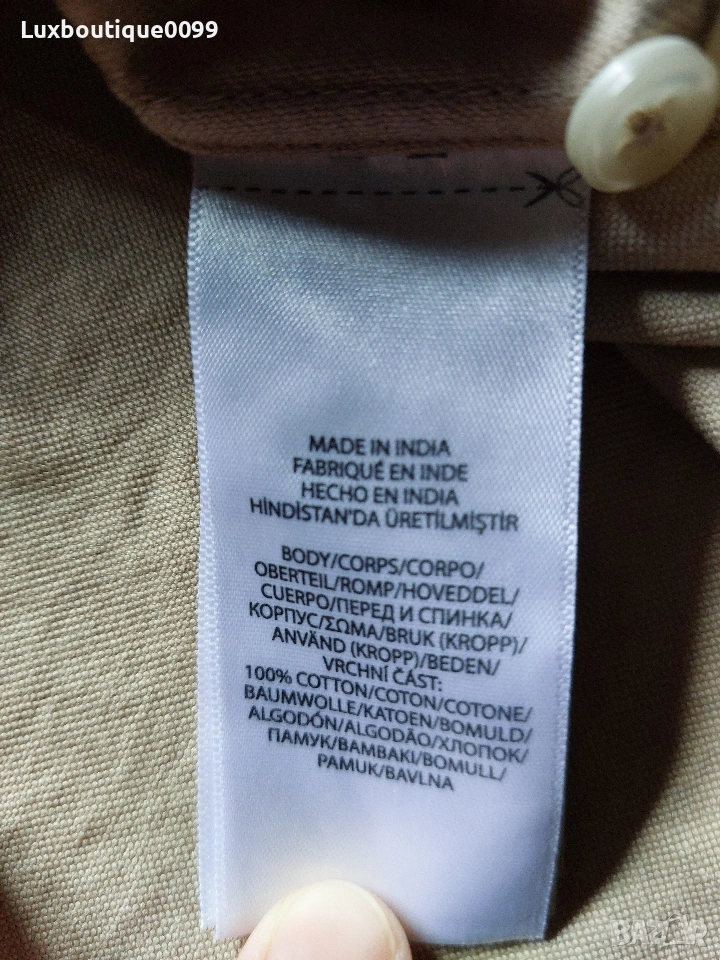 Luxboutique0099
MADE IN INDIA
FABRIQUÉ EN INDE
HECHO EN INDIA
HİNDİSTAN'DA ÜRETİLMİŞTİR
BODY/CORPS/CORPO/
OBERTEIL/ROMP/HOVEDDEL/
CUERPO/ПЕРЕД И СПИНКА/
КОРПУС/ΣΩΜΑ/BRUK (KROPP)/
ANVÄND (KROPP)/BEDEN/
VRCHNÍ ČÁST:
100% COTTON/COTON/COTONE/
BAUMWOLLE/KATOEN/BOMULD/
ALGODÓN/ALGODÃO/ХЛОПОК/
ПАМУК/BAMBAKI/BOMULL/
PAMUK/BAVLNA
BAZAR